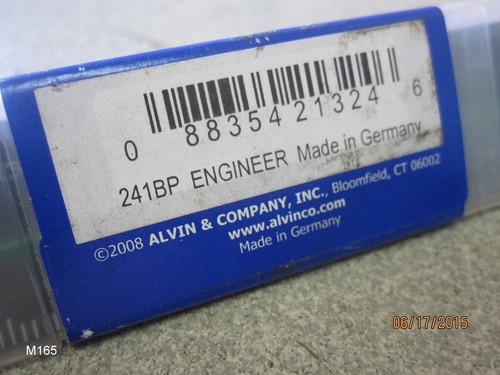 0 88354 21324 6
241BP ENGINEER Made in Germany
©2008 ALVIN & COMPANY, INC., Bloomfield, CT 06002
www.alvinco.com
Made in Germany
06/17/2015
M165